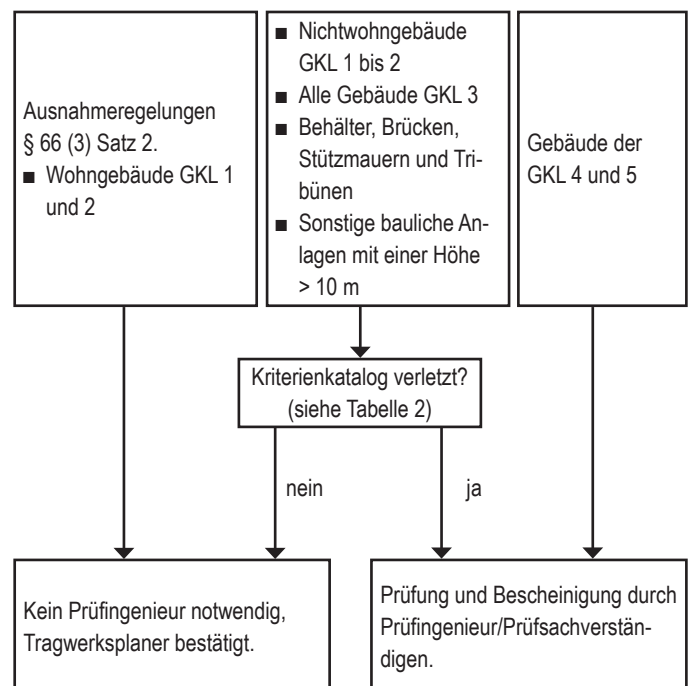 Ausnahmeregelungen
§ 66 (3) Satz 2.
■ Wohngebäude GKL 1
und 2
■ Nichtwohngebäude
GKL 1 bis 2
■ Alle Gebäude GKL 3
■ Behälter, Brücken,
Stützmauern und Tri-
bünen
■ Sonstige bauliche An-
lagen mit einer Höhe
> 10 m
Gebäude der
GKL 4 und 5
Kriterienkatalog verletzt?
(siehe Tabelle 2)
nein
ja
Kein Prüfingenieur notwendig,
Tragwerksplaner bestätigt.
Prüfung und Bescheinigung durch
Prüfingenieur/Prüfsachverstän-
digen.